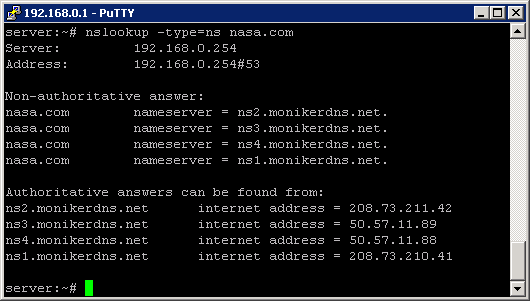 192.168.0.1 - PuTTY
server:~# nslookup -type=ns nasa.com
Server:         192.168.0.254
Address:        192.168.0.254#53

Non-authoritative answer:
nasa.com        nameserver = ns2.monikerdns.net.
nasa.com        nameserver = ns3.monikerdns.net.
nasa.com        nameserver = ns4.monikerdns.net.
nasa.com        nameserver = ns1.monikerdns.net.

Authoritative answers can be found from:
ns2.monikerdns.net      internet address = 208.73.211.42
ns3.monikerdns.net      internet address = 50.57.11.89
ns4.monikerdns.net      internet address = 50.57.11.88
ns1.monikerdns.net      internet address = 208.73.210.41

server:~#